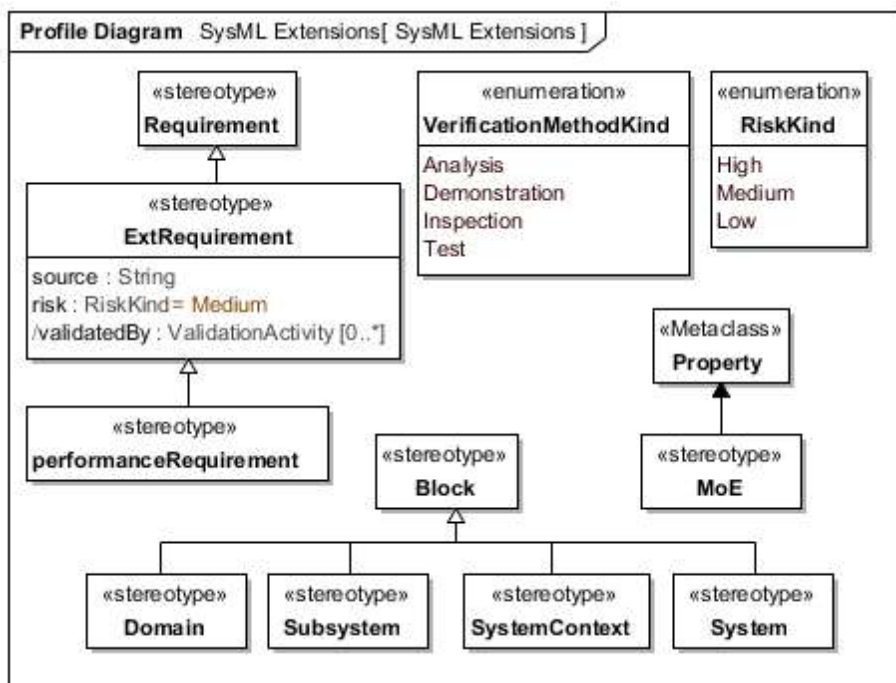 Profile Diagram SysML Extensions[ SysML Extensions ]
«stereotype»
Requirement
«enumeration»
VerificationMethodKind
Analysis
Demonstration
Inspection
Test
«enumeration»
RiskKind
High
Medium
Low
«stereotype»
ExtRequirement
source : String
risk : RiskKind= Medium
/validatedBy : ValidationActivity [0..*]
«Metaclass»
Property
«stereotype»
performanceRequirement
«stereotype»
Block
«stereotype»
MoE
«stereotype»
Domain
«stereotype»
Subsystem
«stereotype»
SystemContext
«stereotype»
System